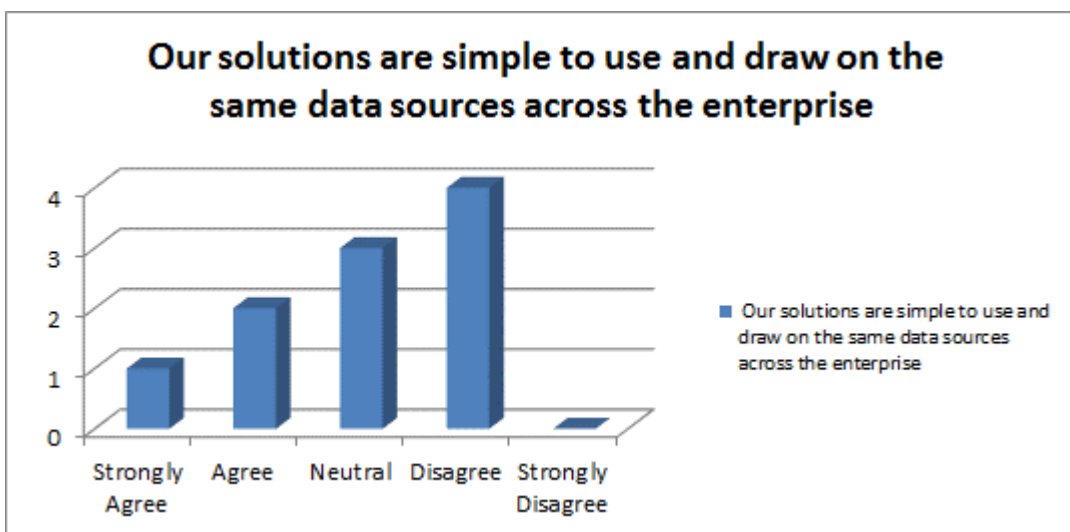 Our solutions are simple to use and draw on the
same data sources across the enterprise
4
3
2
1
0
Strongly Agree
Agree
Neutral
Disagree
Strongly Disagree
Our solutions are simple to use and
draw on the same data sources
across the enterprise